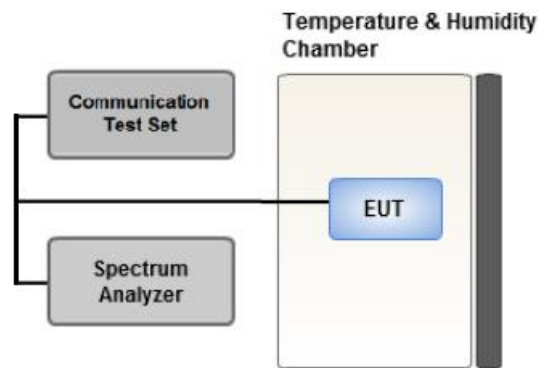 Temperature & Humidity
Chamber
Communication
Test Set
EUT
Spectrum
Analyzer